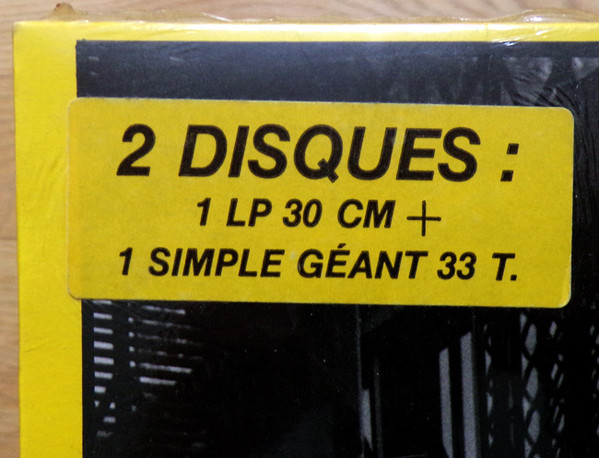 2 DISQUES :
1 LP 30 CM +
1 SIMPLE GÉANT 33 T.